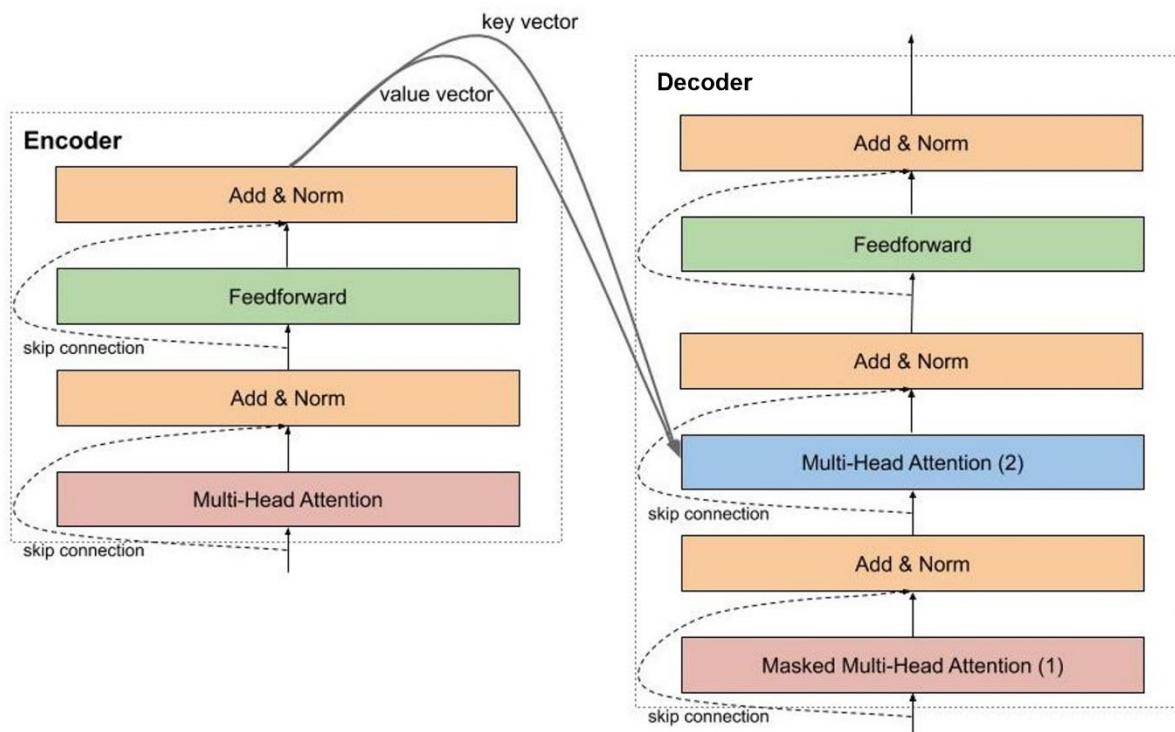 key vector
value vector
Encoder
Add & Norm
Feedforward
skip connection
Add & Norm
Multi-Head Attention
skip connection
Decoder
Add & Norm
Feedforward
Add & Norm
Multi-Head Attention (2)
skip connection
Add & Norm
Masked Multi-Head Attention (1)
skip connection